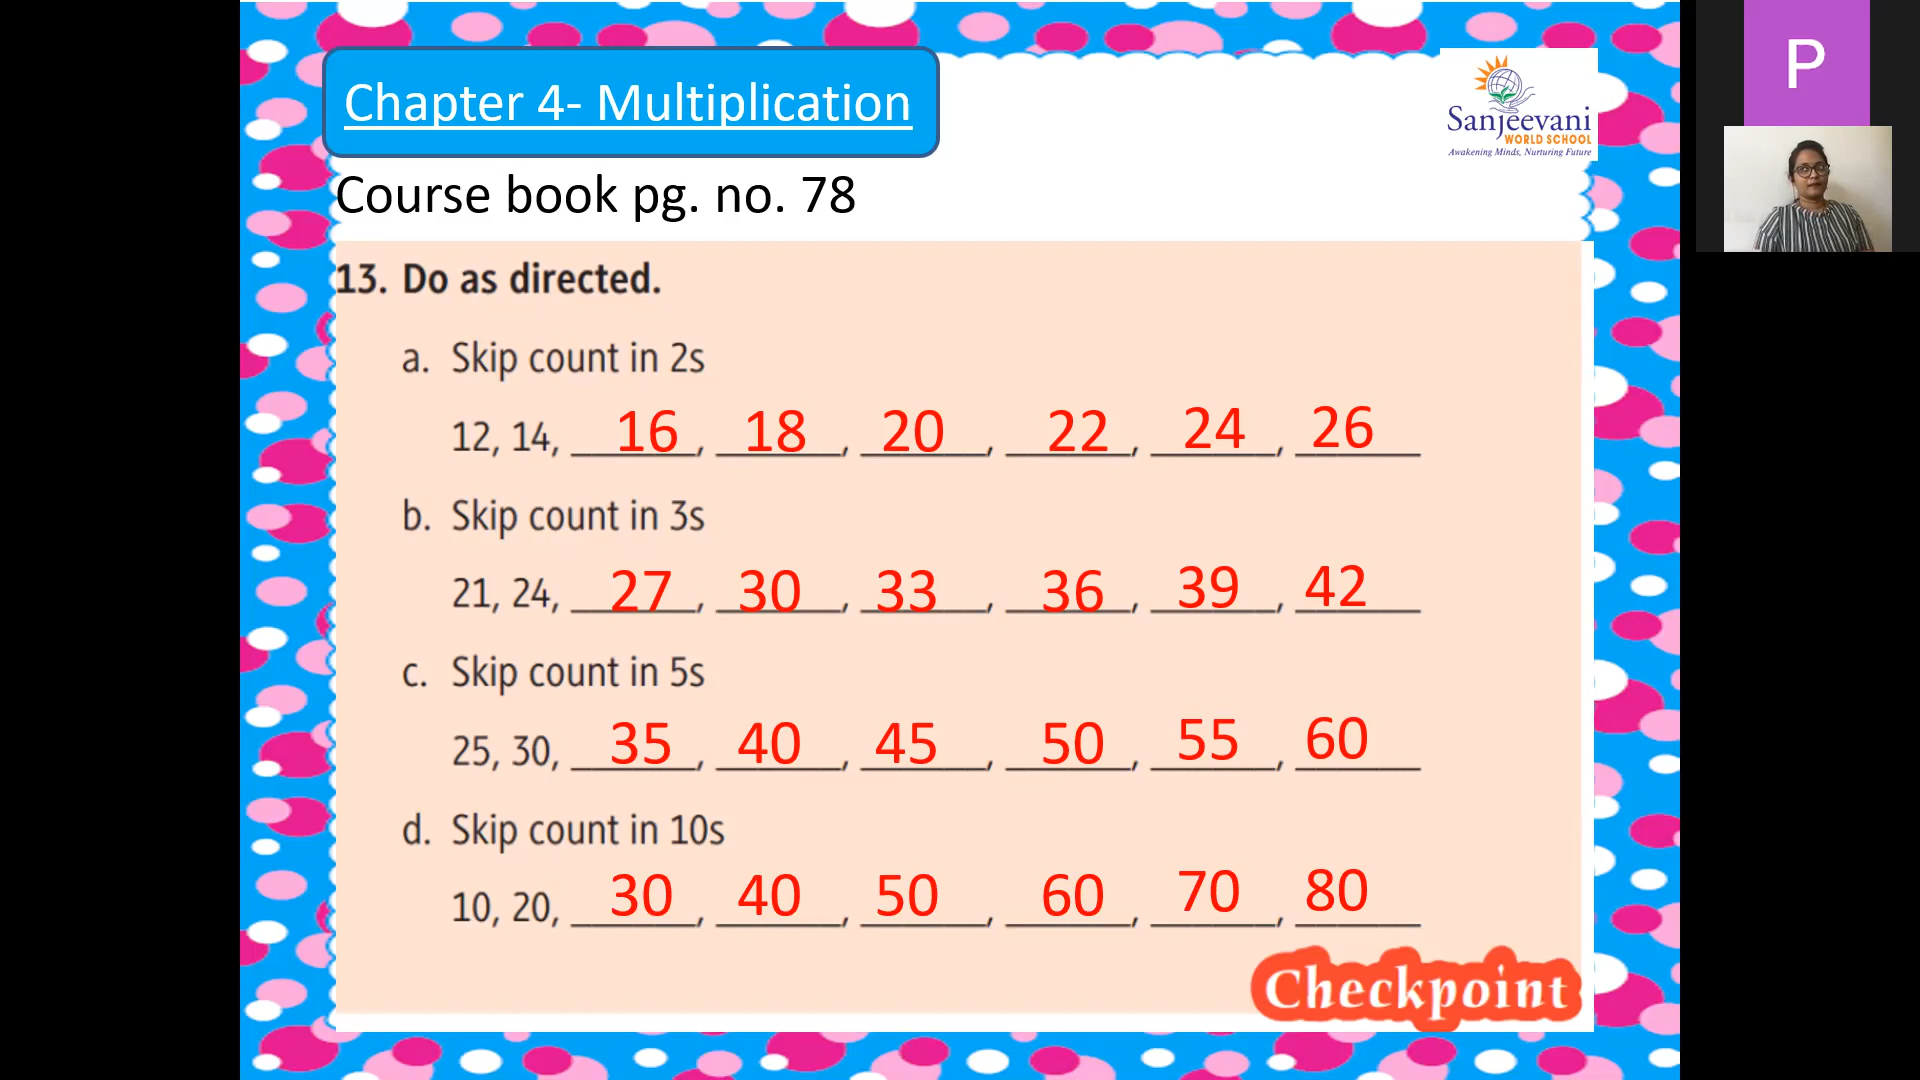 Chapter 4- Multiplication
Sanjeevani
WORLD SCHOOL
Awakening Minds, Nurturing Future
P
Course book pg. no. 78
13. Do as directed.
a. Skip count in 2s
12, 14, 16, 18, 20, 22, 24, 26
b. Skip count in 3s
21, 24, 27, 30, 33, 36, 39, 42
c. Skip count in 5s
25, 30, 35, 40, 45, 50, 55, 60
d. Skip count in 10s
10, 20, 30, 40, 50, 60, 70, 80
Checkpoint